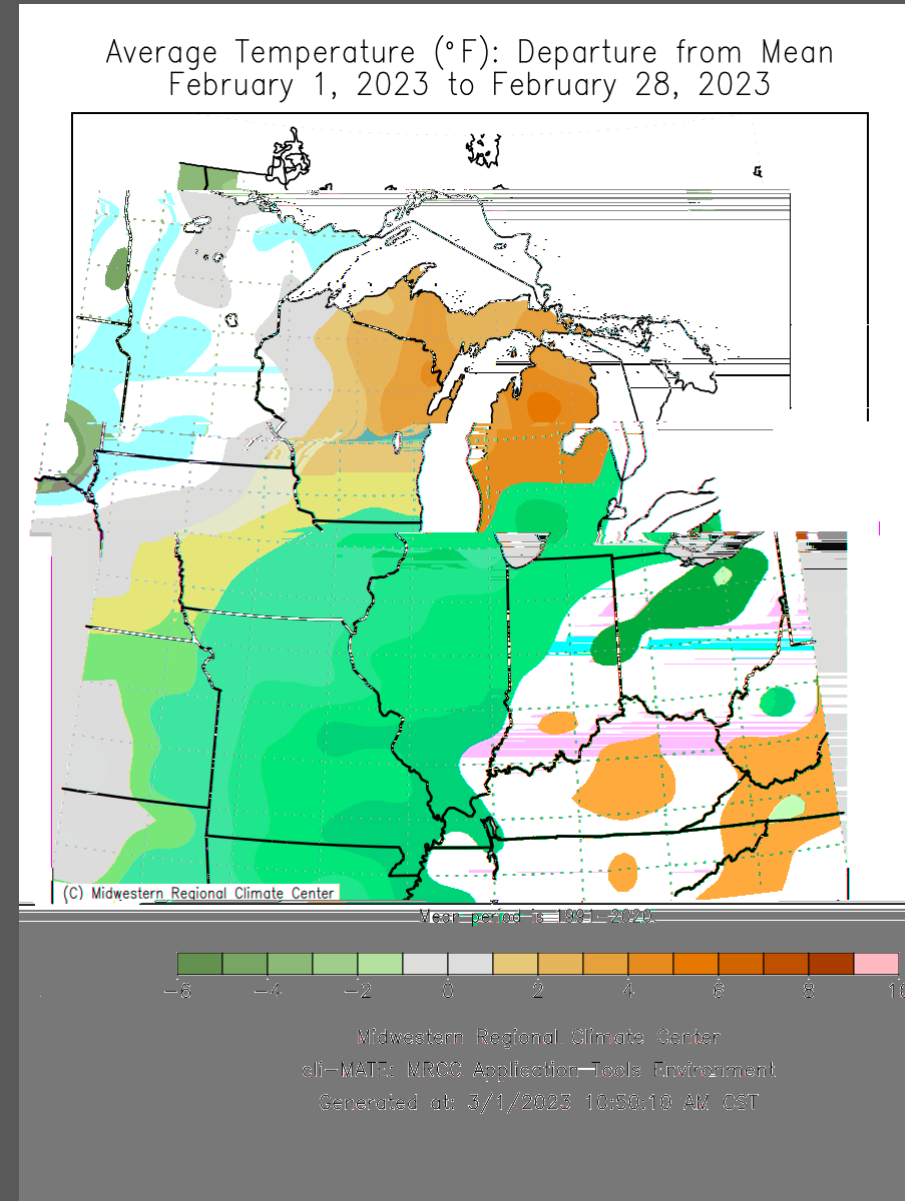 Average Temperature (°F): Departure from Mean
February 1, 2023 to February 28, 2023
(C) Midwestern Regional Climate Center
Mean period is 1991-2020.
-6 -4 -2 0 2 4 6 8 10
Midwestern Regional Climate Center
cli-MATE: MRCC Application Tools Environment
Generated at: 3/1/2023 10:50:10 AM CST